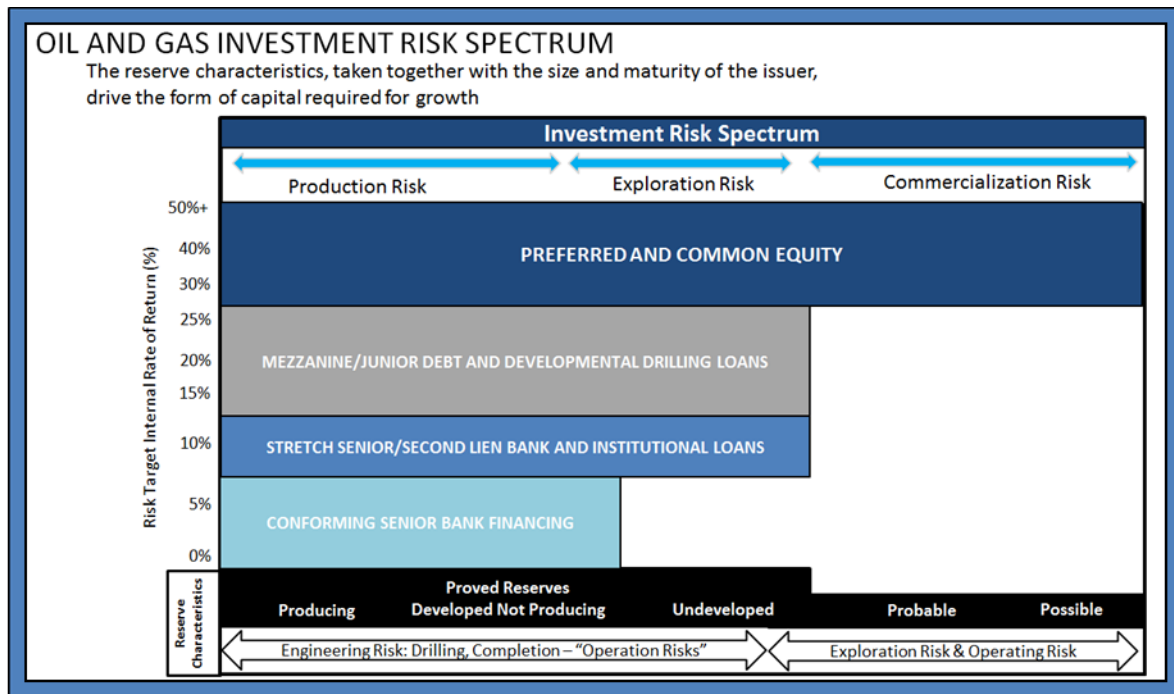 OIL AND GAS INVESTMENT RISK SPECTRUM
The reserve characteristics, taken together with the size and maturity of the issuer,
drive the form of capital required for growth
Investment Risk Spectrum
Production Risk
Exploration Risk
Commercialization Risk
Risk Target Internal Rate of Return (%)
50%+
40%
30%
25%
20%
15%
10%
5%
0%
PREFERRED AND COMMON EQUITY
MEZZANINE/JUNIOR DEBT AND DEVELOPMENTAL DRILLING LOANS
STRETCH SENIOR/SECOND LIEN BANK AND INSTITUTIONAL LOANS
CONFORMING SENIOR BANK FINANCING
Reserve
Characteristics
Proved Reserves
Producing
Developed Not Producing
Undeveloped
Probable
Possible
Engineering Risk: Drilling, Completion – “Operation Risks”
Exploration Risk & Operating Risk